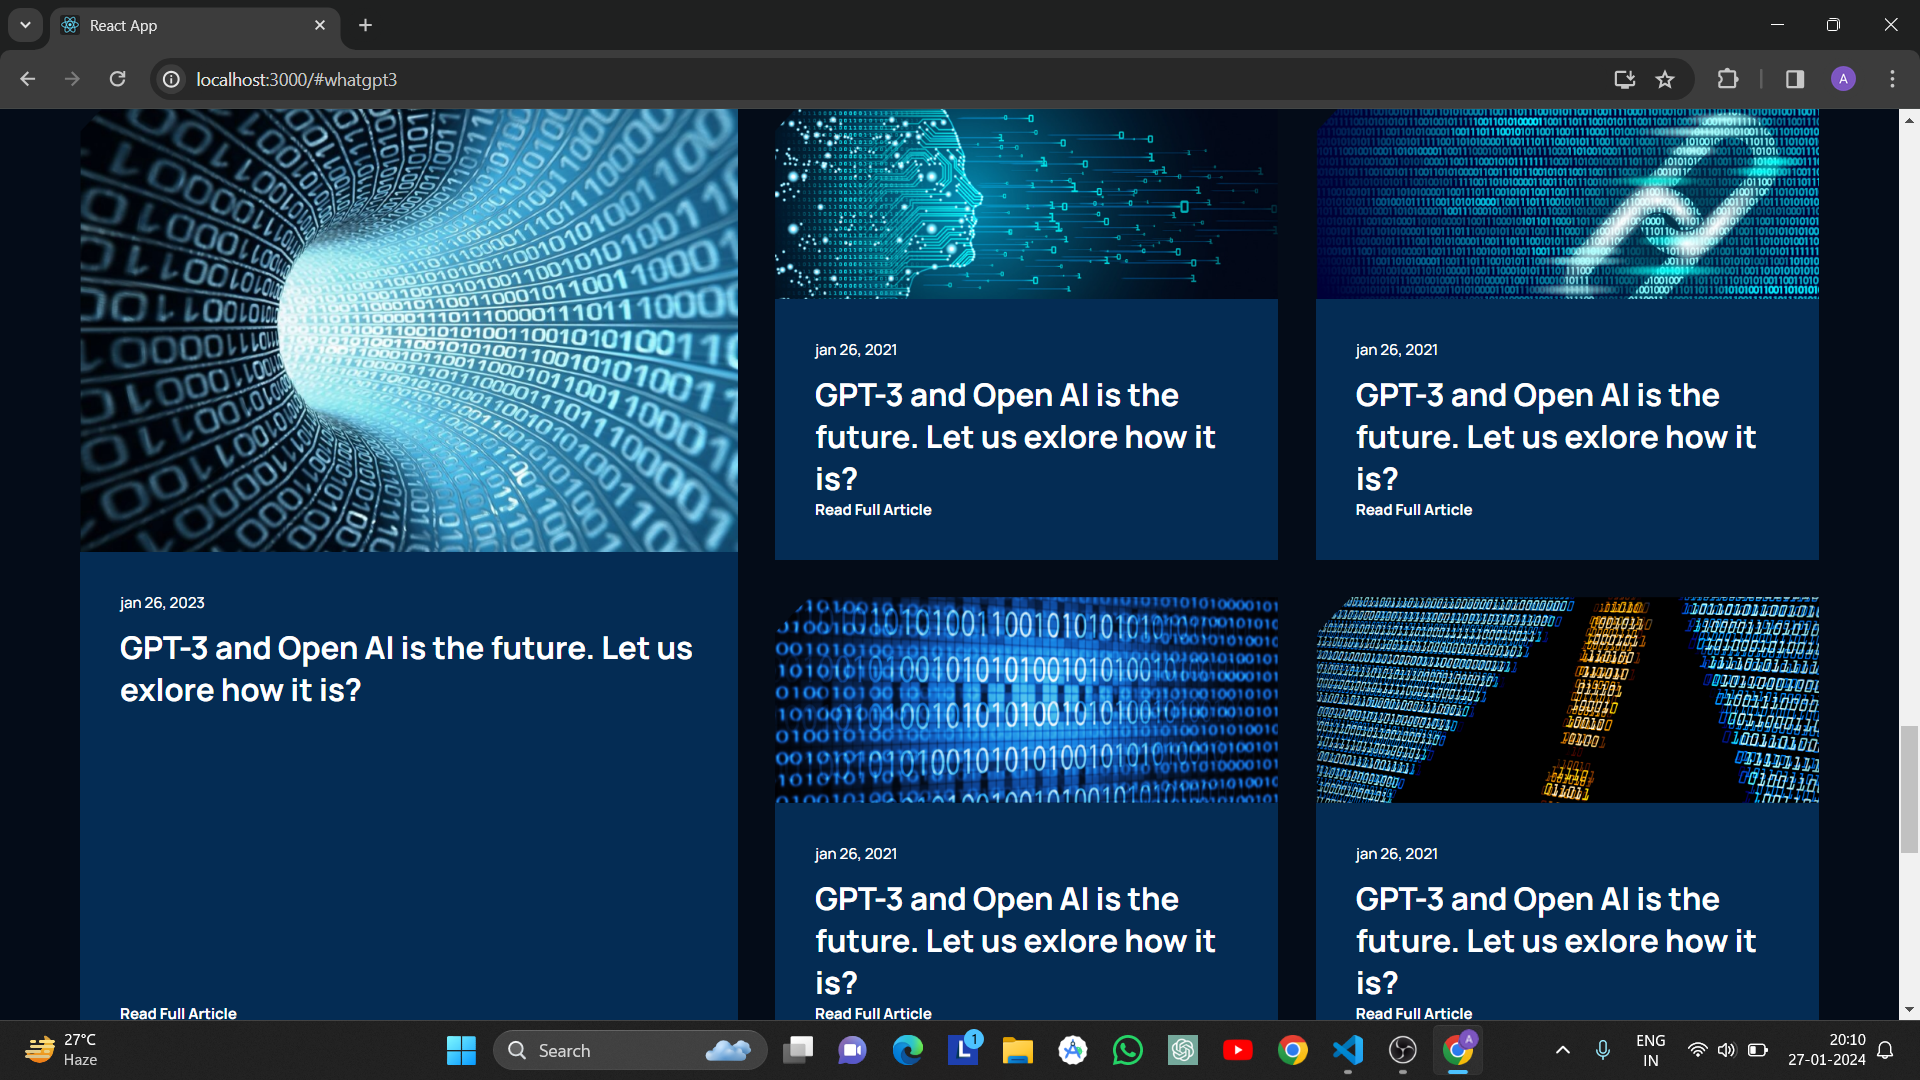 React App
localhost:3000/#whatgpt3
A
jan 26, 2021
GPT-3 and Open AI is the
future. Let us exlore how it
is?
Read Full Article
jan 26, 2021
GPT-3 and Open AI is the
future. Let us exlore how it
is?
Read Full Article
jan 26, 2023
GPT-3 and Open AI is the future. Let us
exlore how it is?
Read Full Article
jan 26, 2021
GPT-3 and Open AI is the
future. Let us exlore how it
is?
Read Full Article
jan 26, 2021
GPT-3 and Open AI is the
future. Let us exlore how it
is?
Read Full Article
27°C
Haze
Search
L
1
A
ENG
IN
20:10
27-01-2024